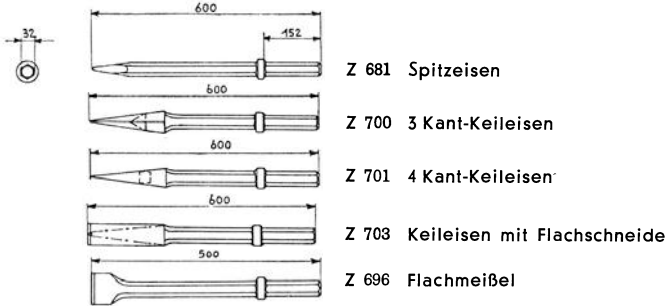 600
32
152
Z 681 Spitzeisen
600
Z 700 3 Kant-Keileisen
600
Z 701 4 Kant-Keileisen
600
Z 703 Keileisen mit Flachschneide
500
Z 696 Flachmeißel